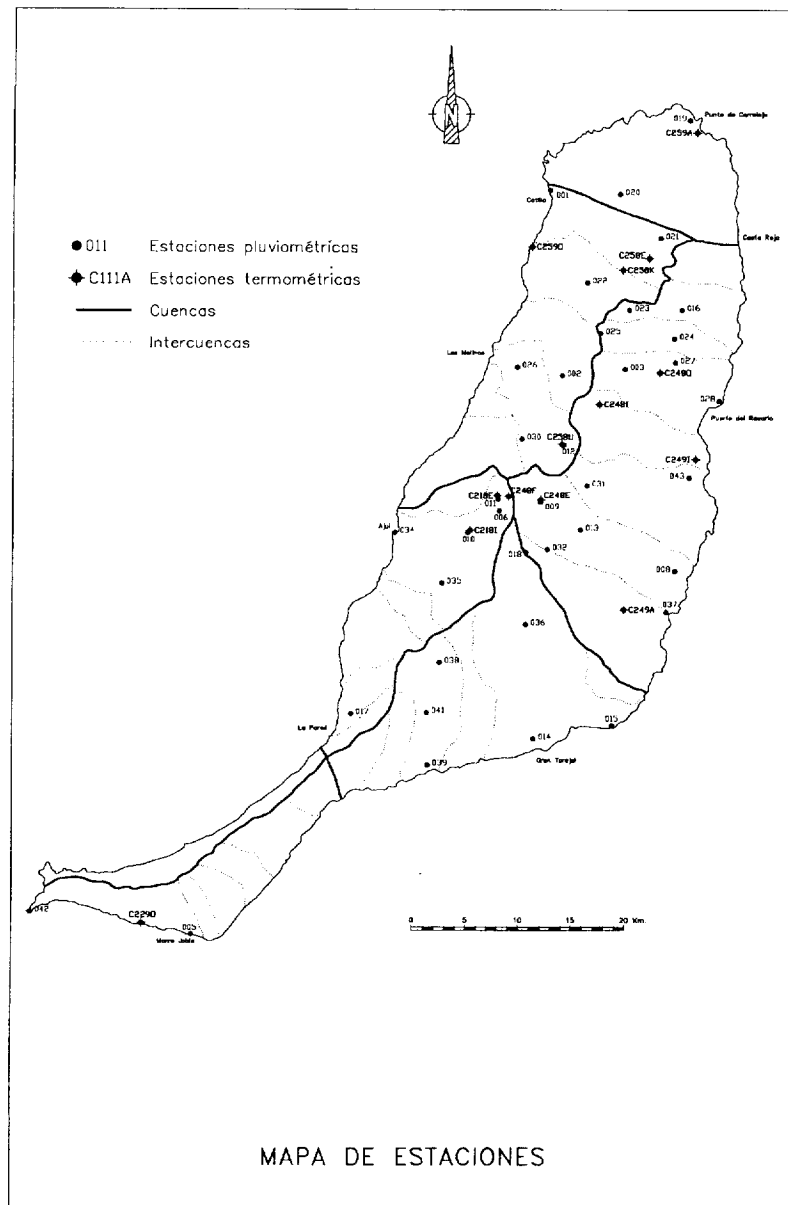 N
019 Punta de Corralejo
C259A
001
Cotillo
020
021
Costa Roja
C259O
C258E
C258K
022
● 011 Estaciones pluviométricas
C111A Estaciones termométricas
Cuencas
Intercuencas
023
016
025
024
Los Molinos
026
002
003
027
C249O
028
C248I
Puerto del Rosario
030
C258U
012
C249I
043
031
C218E
C248F
C248E
011
009
006
Ajui
034
C218I
010
013
018
032
008
035
C249A
037
036
038
017
041
La Pared
015
014
Gran Tarajal
039
042
C229O
005
Morro Jable
0 5 10 15 20 Km.
MAPA DE ESTACIONES